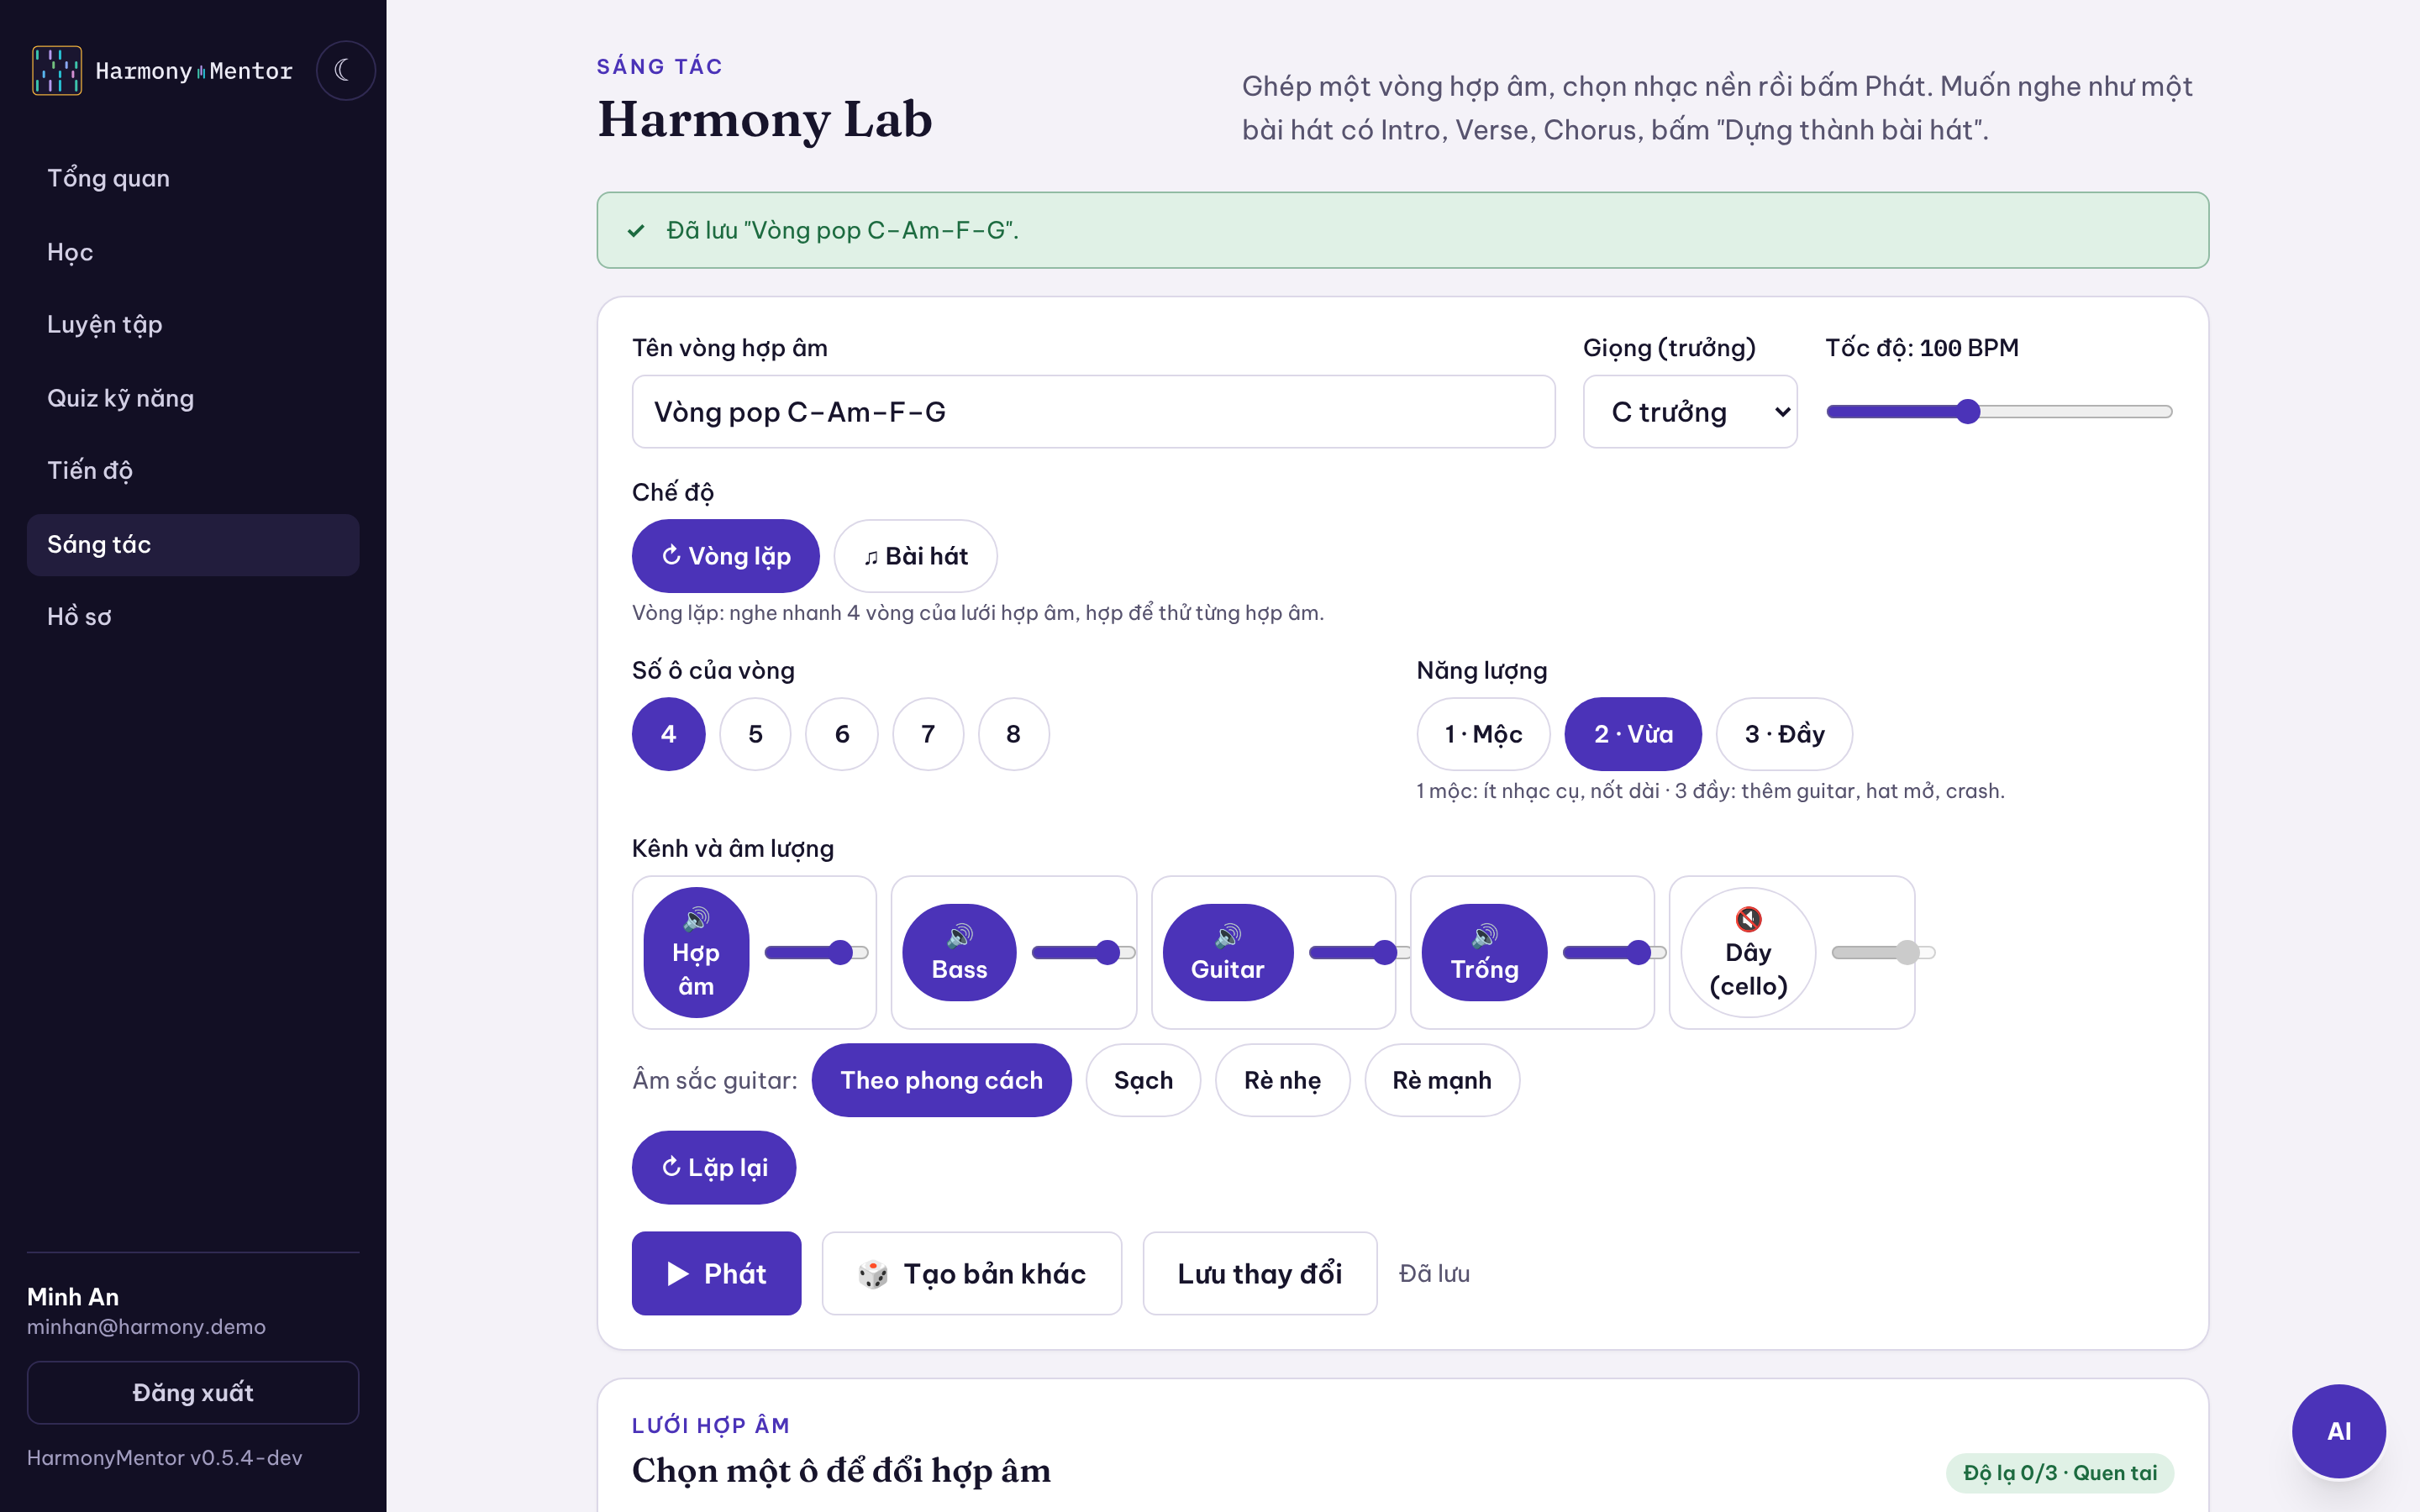 Harmony Mentor
Tổng quan
Học
Luyện tập
Quiz kỹ năng
Tiến độ
Sáng tác
Hồ sơ
Minh An
minhan@harmony.demo
Đăng xuất
HarmonyMentor v0.5.4-dev
SÁNG TÁC
Harmony Lab
Ghép một vòng hợp âm, chọn nhạc nền rồi bấm Phát. Muốn nghe như một
bài hát có Intro, Verse, Chorus, bấm "Dựng thành bài hát".
✓ Đã lưu "Vòng pop C–Am–F–G".
Tên vòng hợp âm
Vòng pop C–Am–F–G
Giọng (trưởng)
C trưởng
Tốc độ: 100 BPM
Chế độ
↻ Vòng lặp
♫ Bài hát
Vòng lặp: nghe nhanh 4 vòng của lưới hợp âm, hợp để thử từng hợp âm.
Số ô của vòng
4 5 6 7 8
Năng lượng
1 · Mộc
2 · Vừa
3 · Đầy
1 mộc: ít nhạc cụ, nốt dài · 3 đầy: thêm guitar, hat mở, crash.
Kênh và âm lượng
🔊 Hợp âm
🔊 Bass
🔊 Guitar
🔊 Trống
🔇 Dây (cello)
Âm sắc guitar:
Theo phong cách
Sạch
Rè nhẹ
Rè mạnh
↻ Lặp lại
▶ Phát
🎲 Tạo bản khác
Lưu thay đổi
Đã lưu
LƯỚI HỢP ÂM
Chọn một ô để đổi hợp âm
Độ lạ 0/3 · Quen tai
AI